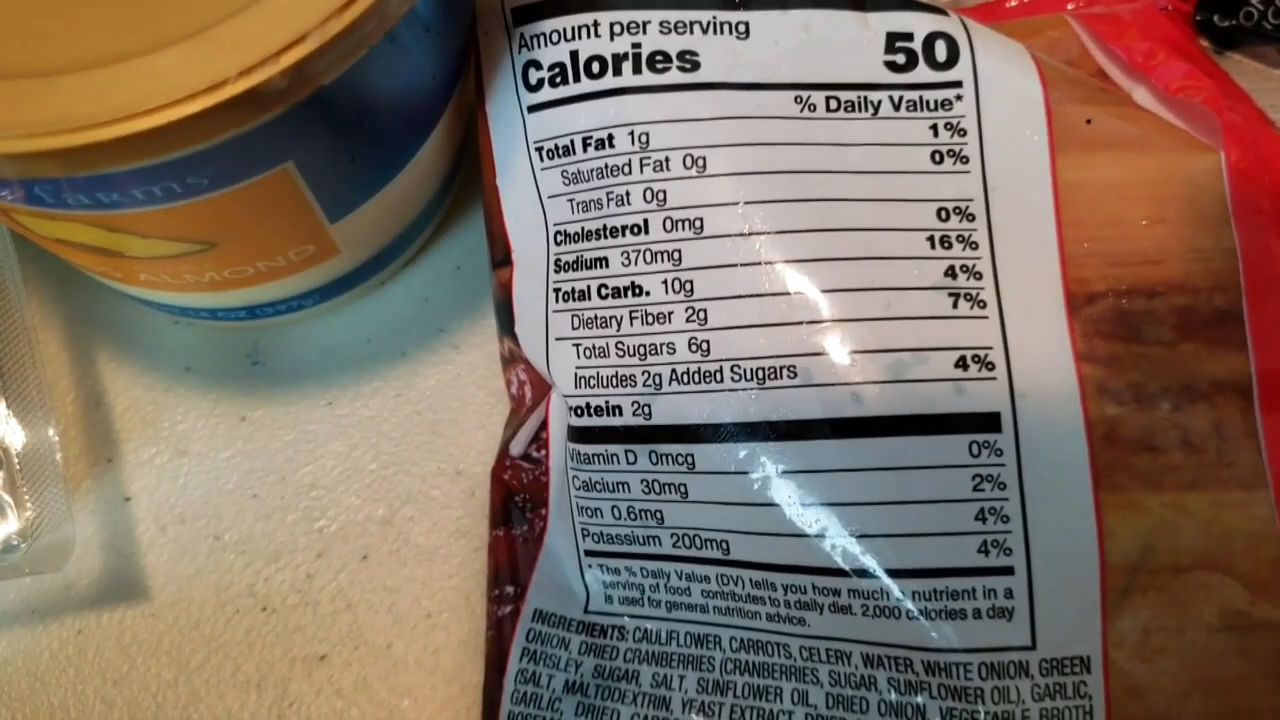 farms
ALMOND
14 OZ (397g)
Amount per serving
Calories 50
% Daily Value*
Total Fat 1g 1%
Saturated Fat 0g 0%
Trans Fat 0g
Cholesterol 0mg 0%
Sodium 370mg 16%
Total Carb. 10g 4%
Dietary Fiber 2g 7%
Total Sugars 6g
Includes 2g Added Sugars 4%
rotein 2g
Vitamin D 0mcg 0%
Calcium 30mg 2%
Iron 0.6mg 4%
Potassium 200mg 4%
* The % Daily Value (DV) tells you how much a nutrient in a
serving of food contributes to a daily diet. 2,000 calories a day
is used for general nutrition advice.
INGREDIENTS: CAULIFLOWER, CARROTS, CELERY, WATER, WHITE ONION, GREEN
ONION, DRIED CRANBERRIES (CRANBERRIES, SUGAR, SUNFLOWER OIL), GARLIC,
PARSLEY, SUGAR, SALT, SUNFLOWER OIL, DRIED ONION, VEGETABLE BROTH
(SALT, MALTODEXTRIN, YEAST EXTRACT, DRIED
GARLIC, DRIED